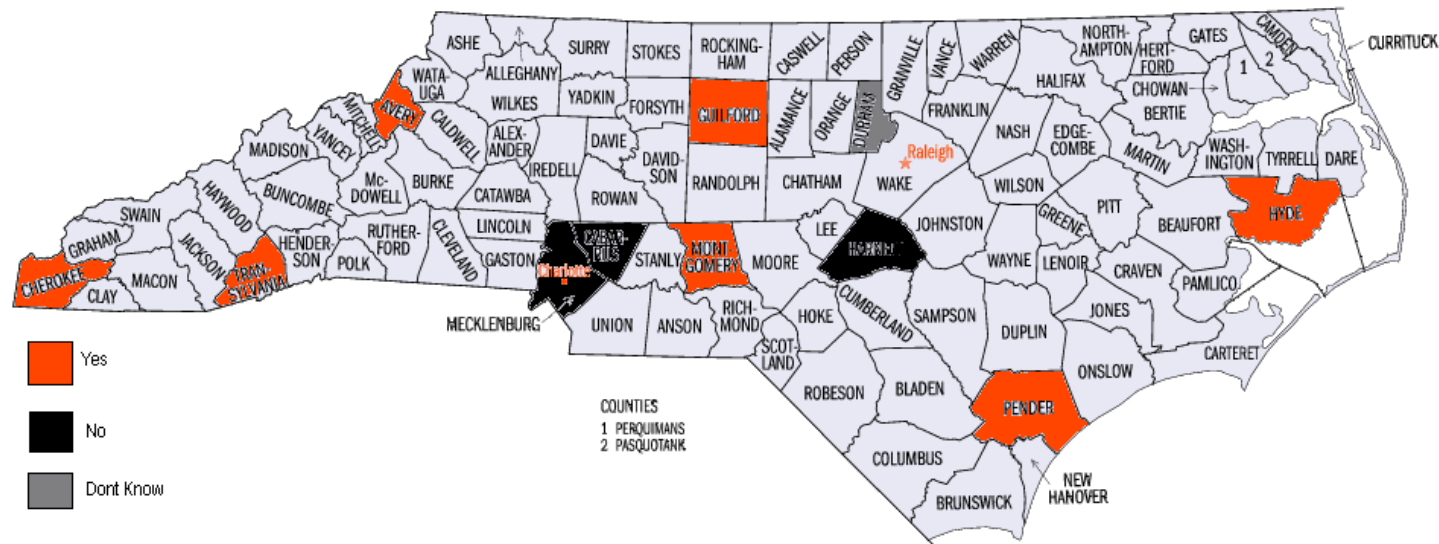 ASHE
ALLEGHANY
SURRY
STOKES
ROCKING-
HAM
CASWELL
PERSON
GRANVILLE
VANCE
WARREN
NORTH-
AMPTON
HERT-
FORD
GATES
CAMDEN
CURRITUCK
1
2
WATA-
UGA
WILKES
YADKIN
FORSYTH
GUILFORD
ALAMANCE
ORANGE
DURHAM
FRANKLIN
HALIFAX
CHOWAN
BERTIE
AVERY
MITCHELL
YANCEY
MADISON
CALDWELL
ALEX-
ANDER
IREDELL
DAVIE
DAVID-
SON
RANDOLPH
CHATHAM
Raleigh
WAKE
NASH
EDGE-
COMBE
MARTIN
WASH-
INGTON
TYRRELL
DARE
HAYWOOD
BUNCOMBE
Mc-
DOWELL
BURKE
CATAWBA
ROWAN
WILSON
PITT
BEAUFORT
HYDE
SWAIN
GRAHAM
JACKSON
HENDER-
SON
POLK
RUTHER-
FORD
CLEVELAND
LINCOLN
GASTON
CABAR-
RUS
STANLY
MONT-
GOMERY
MOORE
LEE
HARNETT
JOHNSTON
GREENE
WAYNE
LENOIR
CRAVEN
PAMLICO
CHEROKEE
CLAY
MACON
TRAN-
SYLVANIA
Charlotte
MECKLENBURG
UNION
ANSON
RICH-
MOND
SCOT-
LAND
HOKE
CUMBERLAND
SAMPSON
DUPLIN
JONES
CARTERET
ONSLOW
ROBESON
BLADEN
PENDER
COLUMBUS
BRUNSWICK
NEW
HANOVER
Yes
No
Dont Know
COUNTIES
1 PERQUIMANS
2 PASQUOTANK